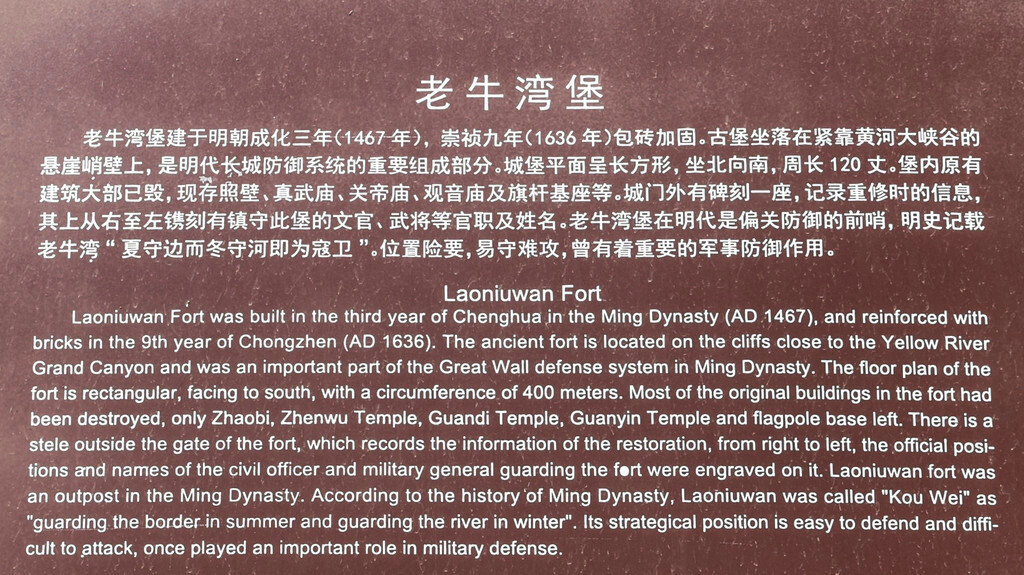 老牛湾堡
老牛湾堡建于明朝成化三年(1467 年)，崇祯九年(1636 年)包砖加固。古堡坐落在紧靠黄河大峡谷的
悬崖峭壁上，是明代长城防御系统的重要组成部分。城堡平面呈长方形，坐北向南，周长 120 丈。堡内原有
建筑大部已毁，现存照壁、真武庙、关帝庙、观音庙及旗杆基座等。城门外有碑刻一座，记录重修时的信息，
其上从右至左镌刻有镇守此堡的文官、武将等官职及姓名。老牛湾堡在明代是偏关防御的前哨，明史记载
老牛湾“夏守边而冬守河即为寇卫”。位置险要，易守难攻，曾有着重要的军事防御作用。
Laoniuwan Fort
Laoniuwan Fort was built in the third year of Chenghua in the Ming Dynasty (AD 1467), and reinforced with
bricks in the 9th year of Chongzhen (AD 1636). The ancient fort is located on the cliffs close to the Yellow River
Grand Canyon and was an important part of the Great Wall defense system in Ming Dynasty. The floor plan of the
fort is rectangular, facing to south, with a circumference of 400 meters. Most of the original buildings in the fort had
been destroyed, only Zhaobi, Zhenwu Temple, Guandi Temple, Guanyin Temple and flagpole base left. There is a
stele outside the gate of the fort, which records the information of the restoration, from right to left, the official posi-
tions and names of the civil officer and military general guarding the fort were engraved on it. Laoniuwan fort was
an outpost in the Ming Dynasty. According to the history of Ming Dynasty, Laoniuwan was called "Kou Wei" as
"guarding the border in summer and guarding the river in winter". Its strategical position is easy to defend and diffi-
cult to attack, once played an important role in military defense.